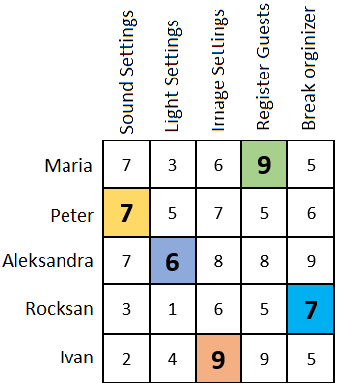 Sound Settings
Light Settings
Image Settings
Register Guests
Break orginizer
Maria 7 3 6 9 5
Peter 7 5 7 5 6
Aleksandra 7 6 8 8 9
Rocksan 3 1 6 5 7
Ivan 2 4 9 9 5